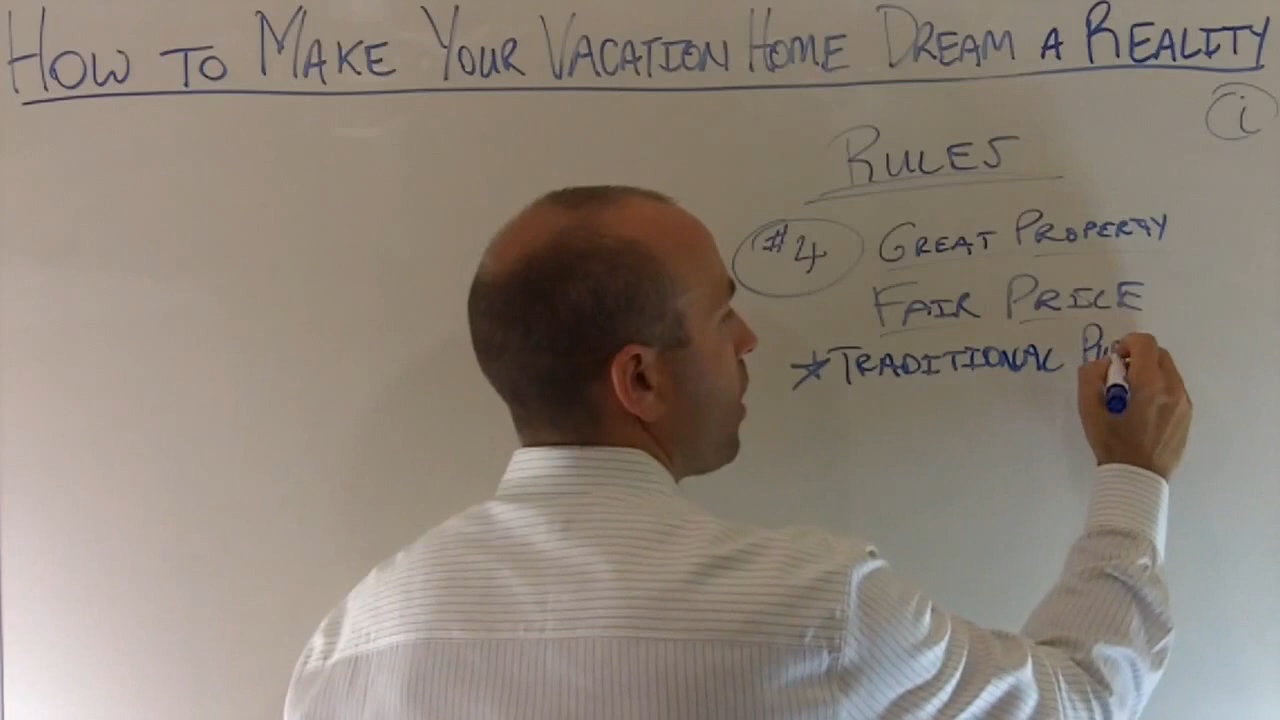 HOW TO MAKE YOUR VACATION HOME DREAM A REALITY
i
RULES
#4 GREAT PROPERTY
FAIR PRICE
★TRADITIONAL